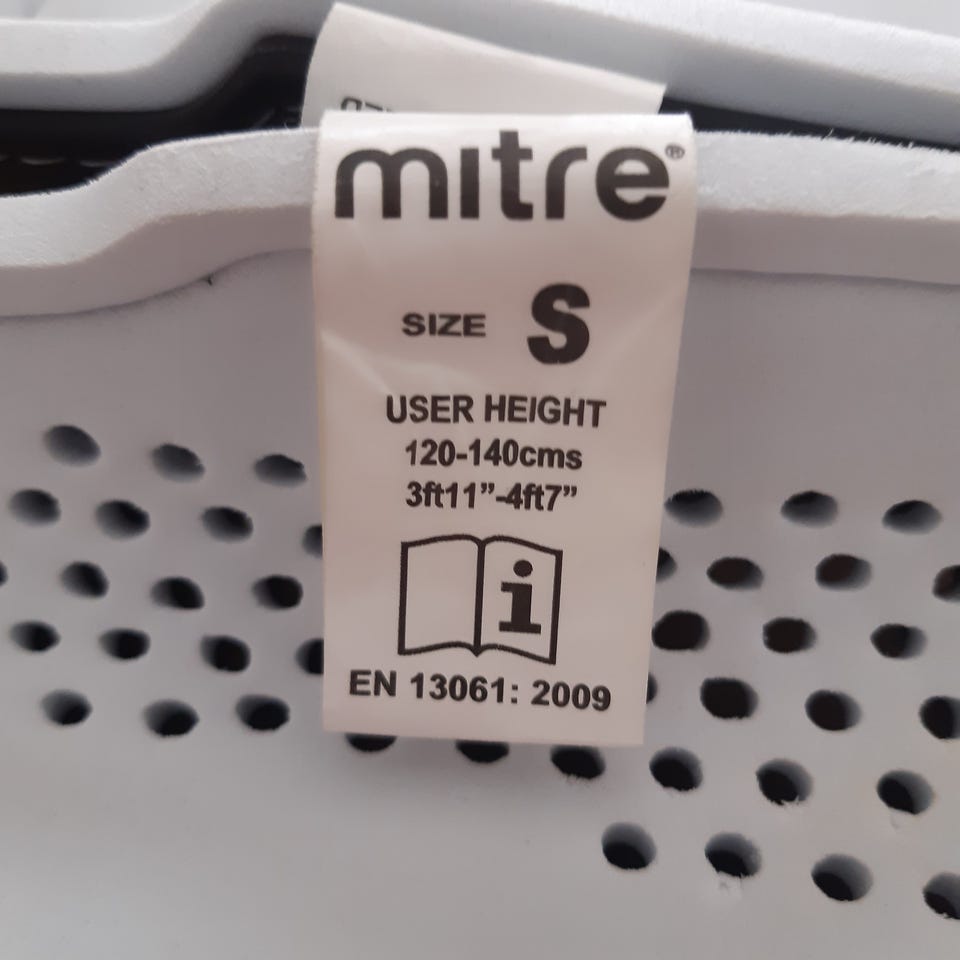 mitre®
SIZE S
USER HEIGHT
120-140cms
3ft11”-4ft7”
i
EN 13061: 2009